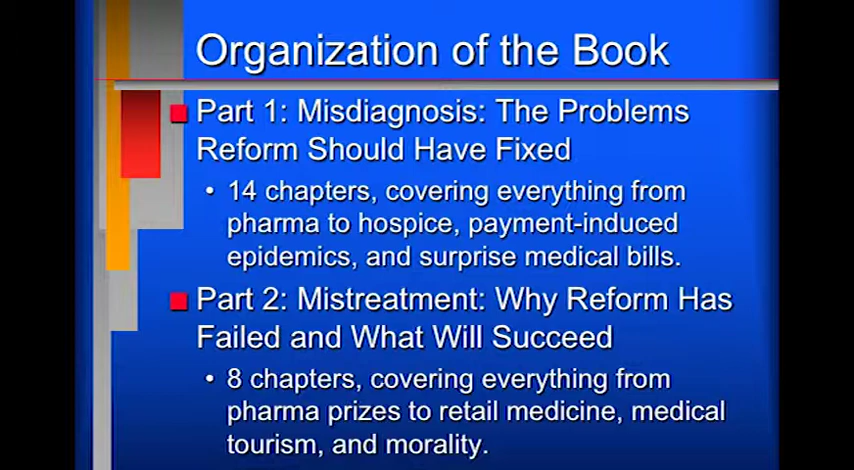 Organization of the Book
Part 1: Misdiagnosis: The Problems
Reform Should Have Fixed
• 14 chapters, covering everything from
pharma to hospice, payment-induced
epidemics, and surprise medical bills.
Part 2: Mistreatment: Why Reform Has
Failed and What Will Succeed
• 8 chapters, covering everything from
pharma prizes to retail medicine, medical
tourism, and morality.